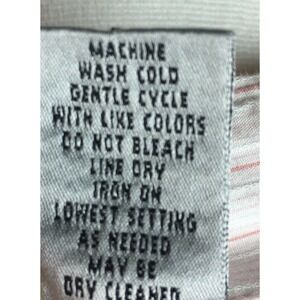 MACHINE
WASH COLD
GENTLE CYCLE
WITH LIKE COLORS
DO NOT BLEACH
LINE DRY
IRON ON
LOWEST SETTING
AS NEEDED
MAY BE
DRY CLEANED